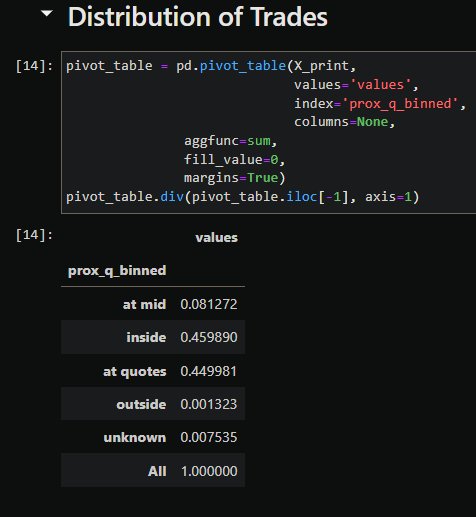 Distribution of Trades
[14]: pivot_table = pd.pivot_table(X_print,
values='values',
index='prox_q_binned',
columns=None,
aggfunc=sum,
fill_value=0,
margins=True)
pivot_table.div(pivot_table.iloc[-1], axis=1)
[14]:
values
prox_q_binned
at mid 0.081272
inside 0.459890
at quotes 0.449981
outside 0.001323
unknown 0.007535
All 1.000000